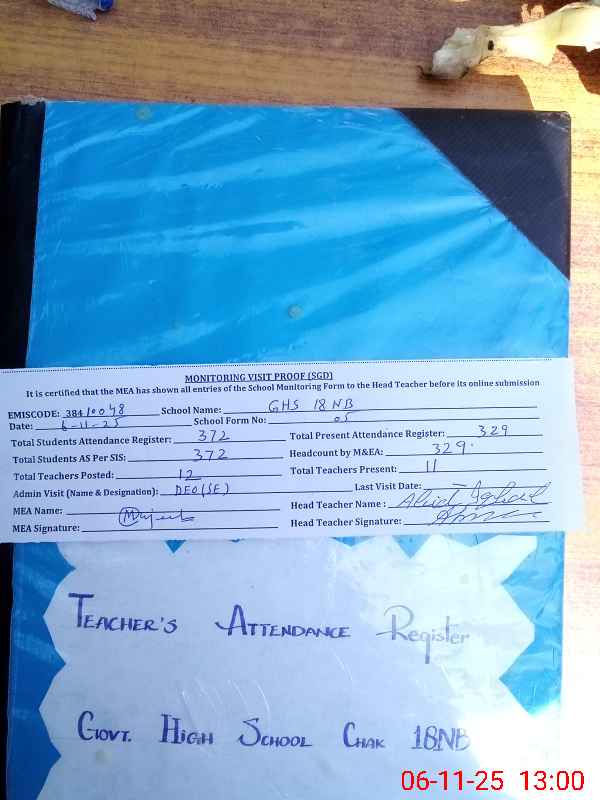 MONITORING VISIT PROOF (SGD)
It is certified that the MEA has shown all entries of the School Monitoring Form to the Head Teacher before its online submission
EMISCODE: 38410048 School Name: GHS 18 NB
Date: 6-11-25 School Form No: 05
Total Students Attendance Register: 372 Total Present Attendance Register: 329
Total Students AS Per SIS: 372 Headcount by M&EA: 329.
Total Teachers Posted: 12 Total Teachers Present: 11
Admin Visit (Name & Designation): DEO(SE) Last Visit Date:
MEA Name: Head Teacher Name :
MEA Signature: Head Teacher Signature:
TEACHER'S ATTENDANCE Register
GOVT. HIGH SCHOOL CHAK 18NB
06-11-25 13:00